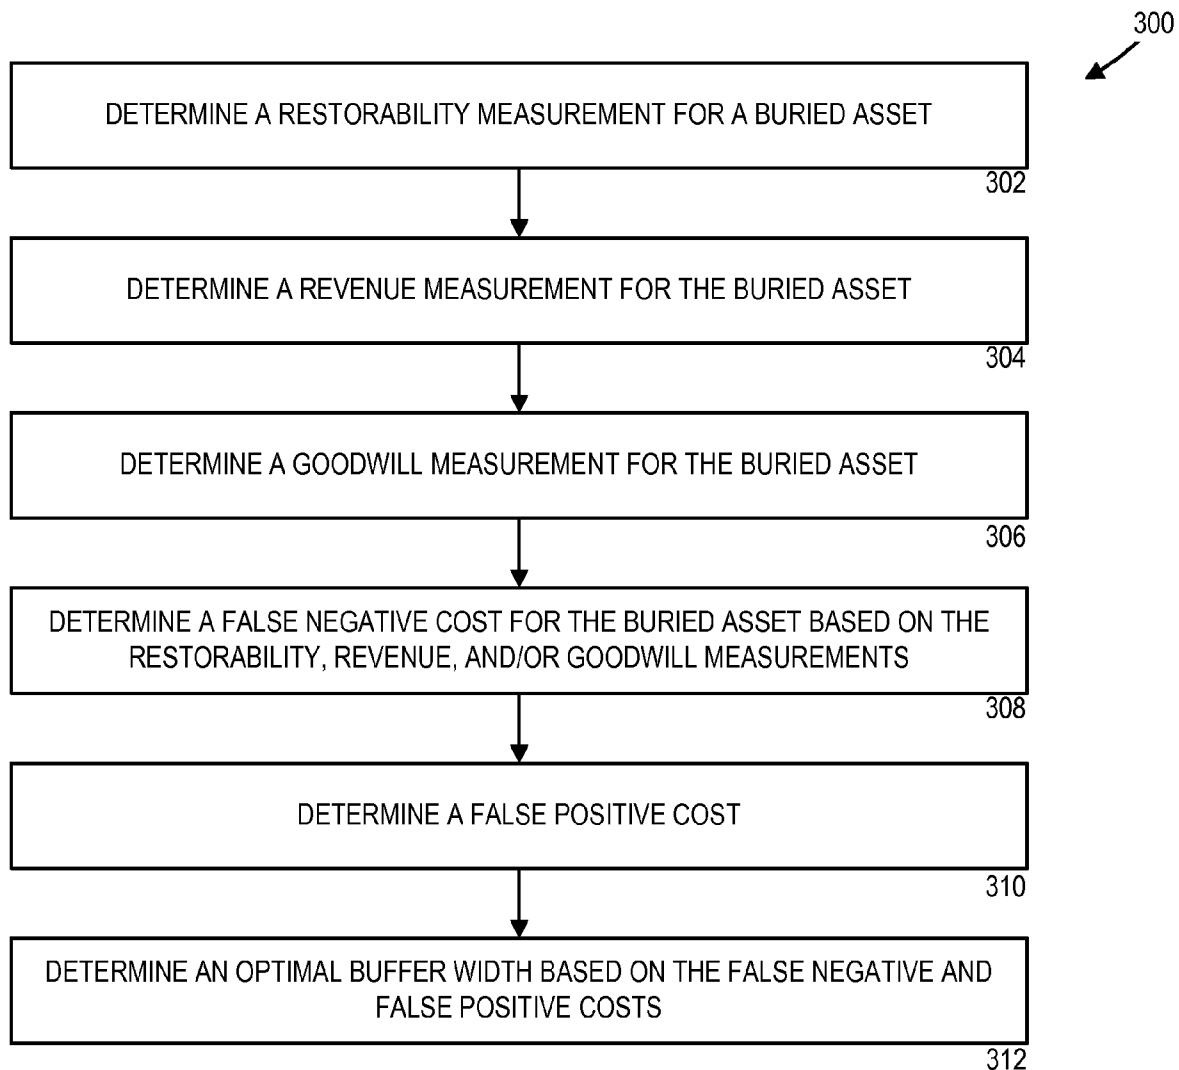 300
DETERMINE A RESTORABILITY MEASUREMENT FOR A BURIED ASSET
302
DETERMINE A REVENUE MEASUREMENT FOR THE BURIED ASSET
304
DETERMINE A GOODWILL MEASUREMENT FOR THE BURIED ASSET
306
DETERMINE A FALSE NEGATIVE COST FOR THE BURIED ASSET BASED ON THE
RESTORABILITY, REVENUE, AND/OR GOODWILL MEASUREMENTS
308
DETERMINE A FALSE POSITIVE COST
310
DETERMINE AN OPTIMAL BUFFER WIDTH BASED ON THE FALSE NEGATIVE AND
FALSE POSITIVE COSTS
312